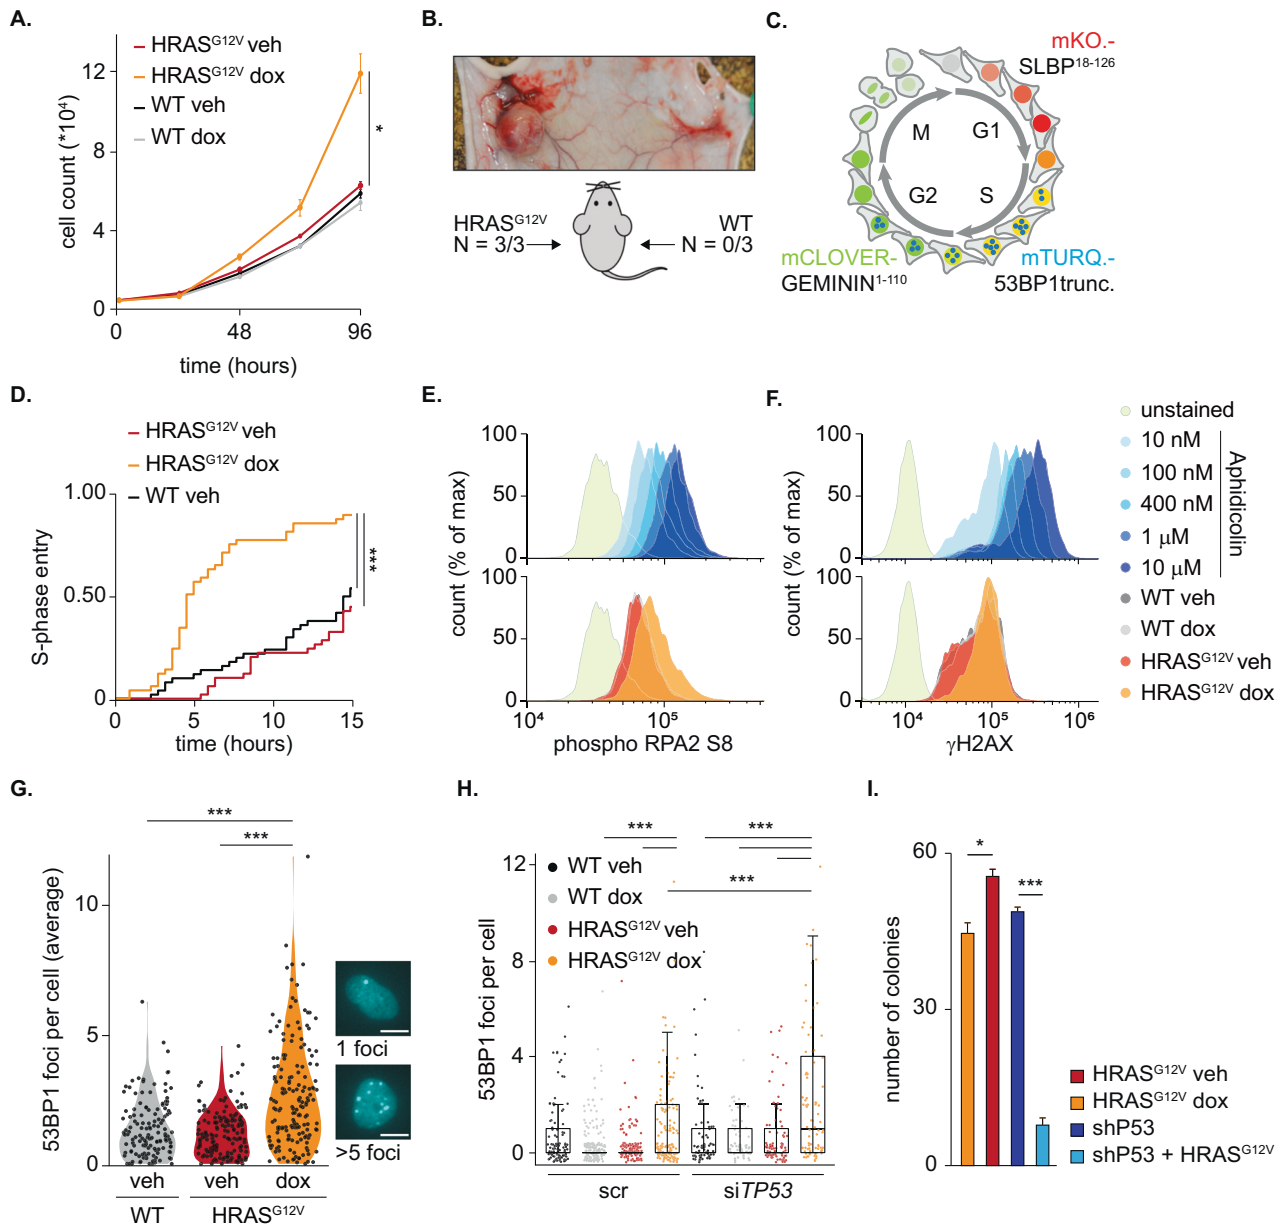 A.
HRASG12V veh
HRASG12V dox
WT veh
WT dox
cell count (*10⁴)
12
8
4
0
*
0
48
96
time (hours)
B.
HRASG12V
N = 3/3
WT
N = 0/3
C.
mKO.-
SLBP18-126
M
G1
G2
S
mCLOVER-
GEMININ1-110
mTURQ.-
53BP1trunc.
D.
HRASG12V veh
HRASG12V dox
WT veh
S-phase entry
1.00
0.50
0
***
0
5
10
15
time (hours)
E.
count (% of max)
100
50
0
count (% of max)
100
50
0
10⁴
10⁵
phospho RPA2 S8
F.
count (% of max)
100
50
0
count (% of max)
100
50
0
10⁴
10⁵
10⁶
γH2AX
unstained
10 nM
100 nM
400 nM
1 μM
10 μM
Aphidicolin
WT veh
WT dox
HRASG12V veh
HRASG12V dox
G.
***
***
53BP1 foci per cell (average)
10
5
0
veh
veh
dox
WT
HRASG12V
1 foci
>5 foci
H.
***
***
***
WT veh
WT dox
HRASG12V veh
HRASG12V dox
53BP1 foci per cell
12
8
4
0
scr
siTP53
I.
number of colonies
60
30
0
*
***
HRASG12V veh
HRASG12V dox
shP53
shP53 + HRASG12V